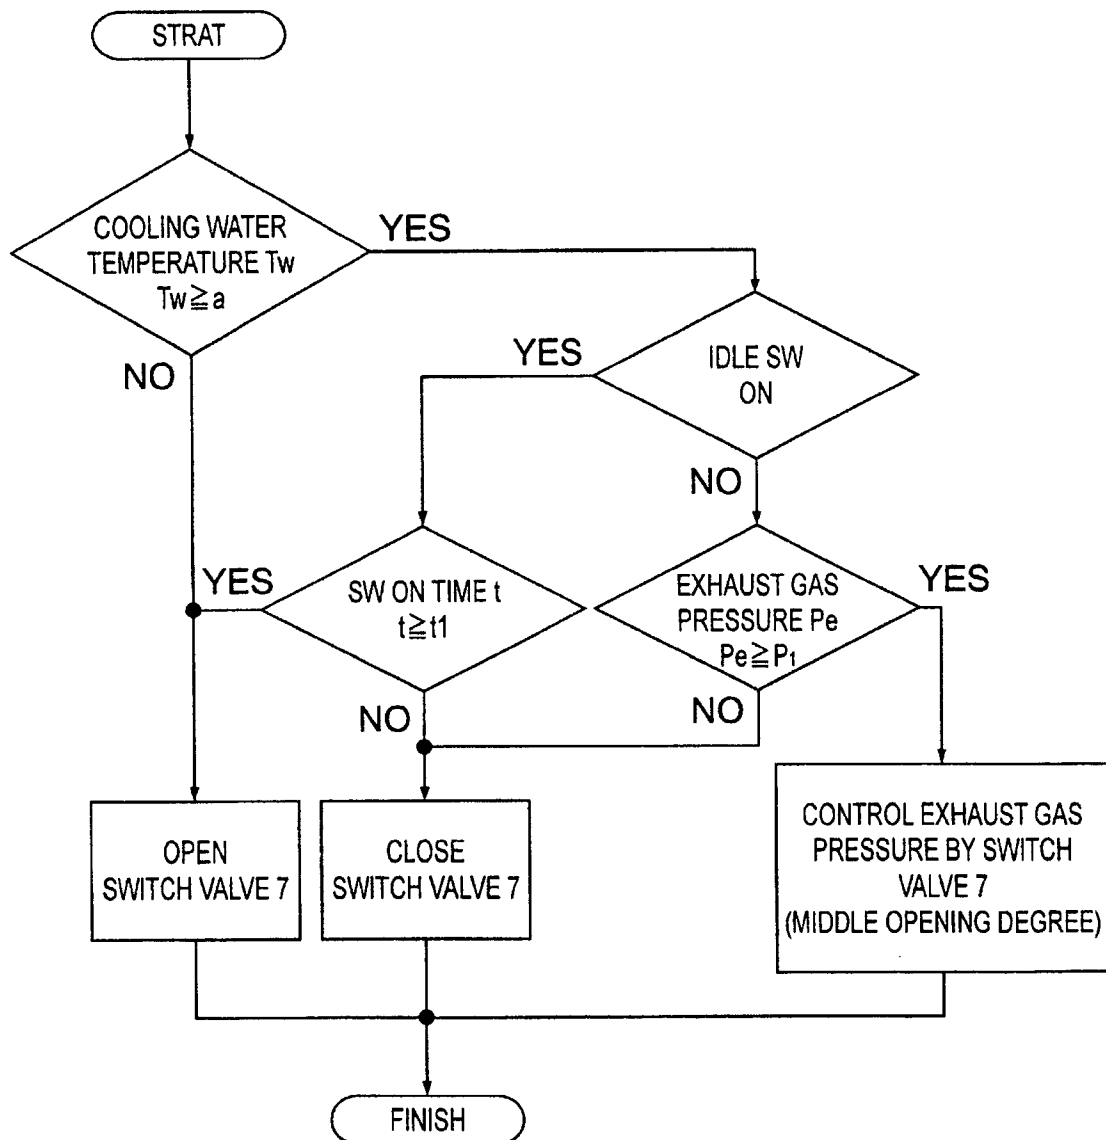 STRAT
COOLING WATER
TEMPERATURE Tw
Tw≧a
YES
NO
IDLE SW
ON
YES
NO
SW ON TIME t
t≧t1
YES
NO
EXHAUST GAS
PRESSURE Pe
Pe≧P1
YES
NO
OPEN
SWITCH VALVE 7
CLOSE
SWITCH VALVE 7
CONTROL EXHAUST GAS
PRESSURE BY SWITCH
VALVE 7
(MIDDLE OPENING DEGREE)
FINISH